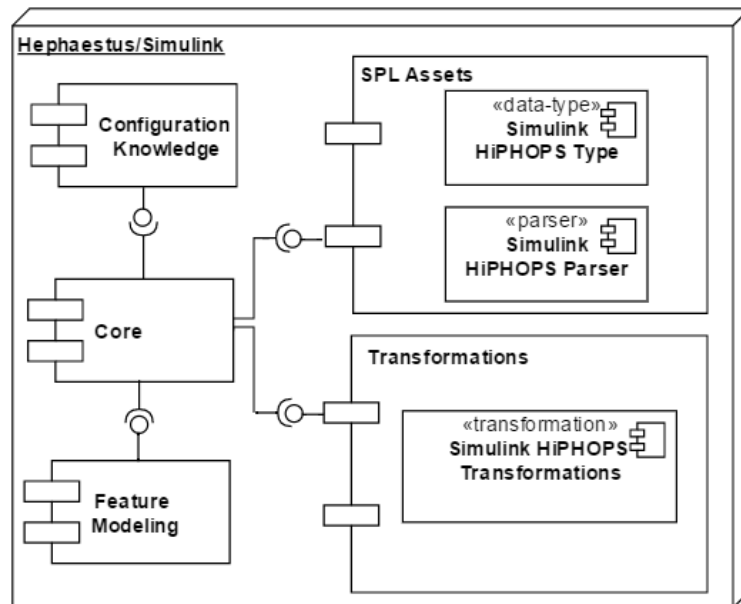 Hephaestus/Simulink
Configuration
Knowledge
SPL Assets
«data-type»
Simulink
HiPHOPS Type
«parser»
Simulink
HiPHOPS Parser
Core
Transformations
«transformation»
Simulink HiPHOPS
Transformations
Feature
Modeling